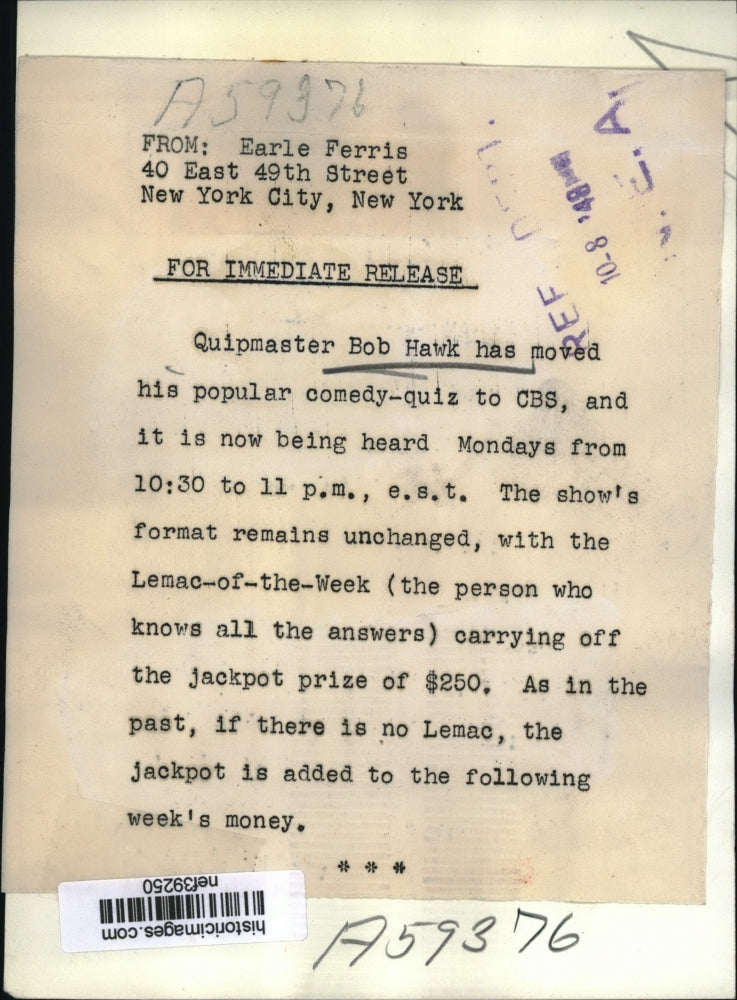 A59376
FROM: Earle Ferris
40 East 49th Street
New York City, New York
REF. DEPT.
10-8 '48
N. E. A.
FOR IMMEDIATE RELEASE
Quipmaster Bob Hawk has moved
his popular comedy-quiz to CBS, and
it is now being heard Mondays from
10:30 to 11 p.m., e.s.t. The show's
format remains unchanged, with the
Lemac-of-the-Week (the person who
knows all the answers) carrying off
the jackpot prize of $250. As in the
past, if there is no Lemac, the
jackpot is added to the following
week's money.
* * *
historicimages.com
nef39250
A59376